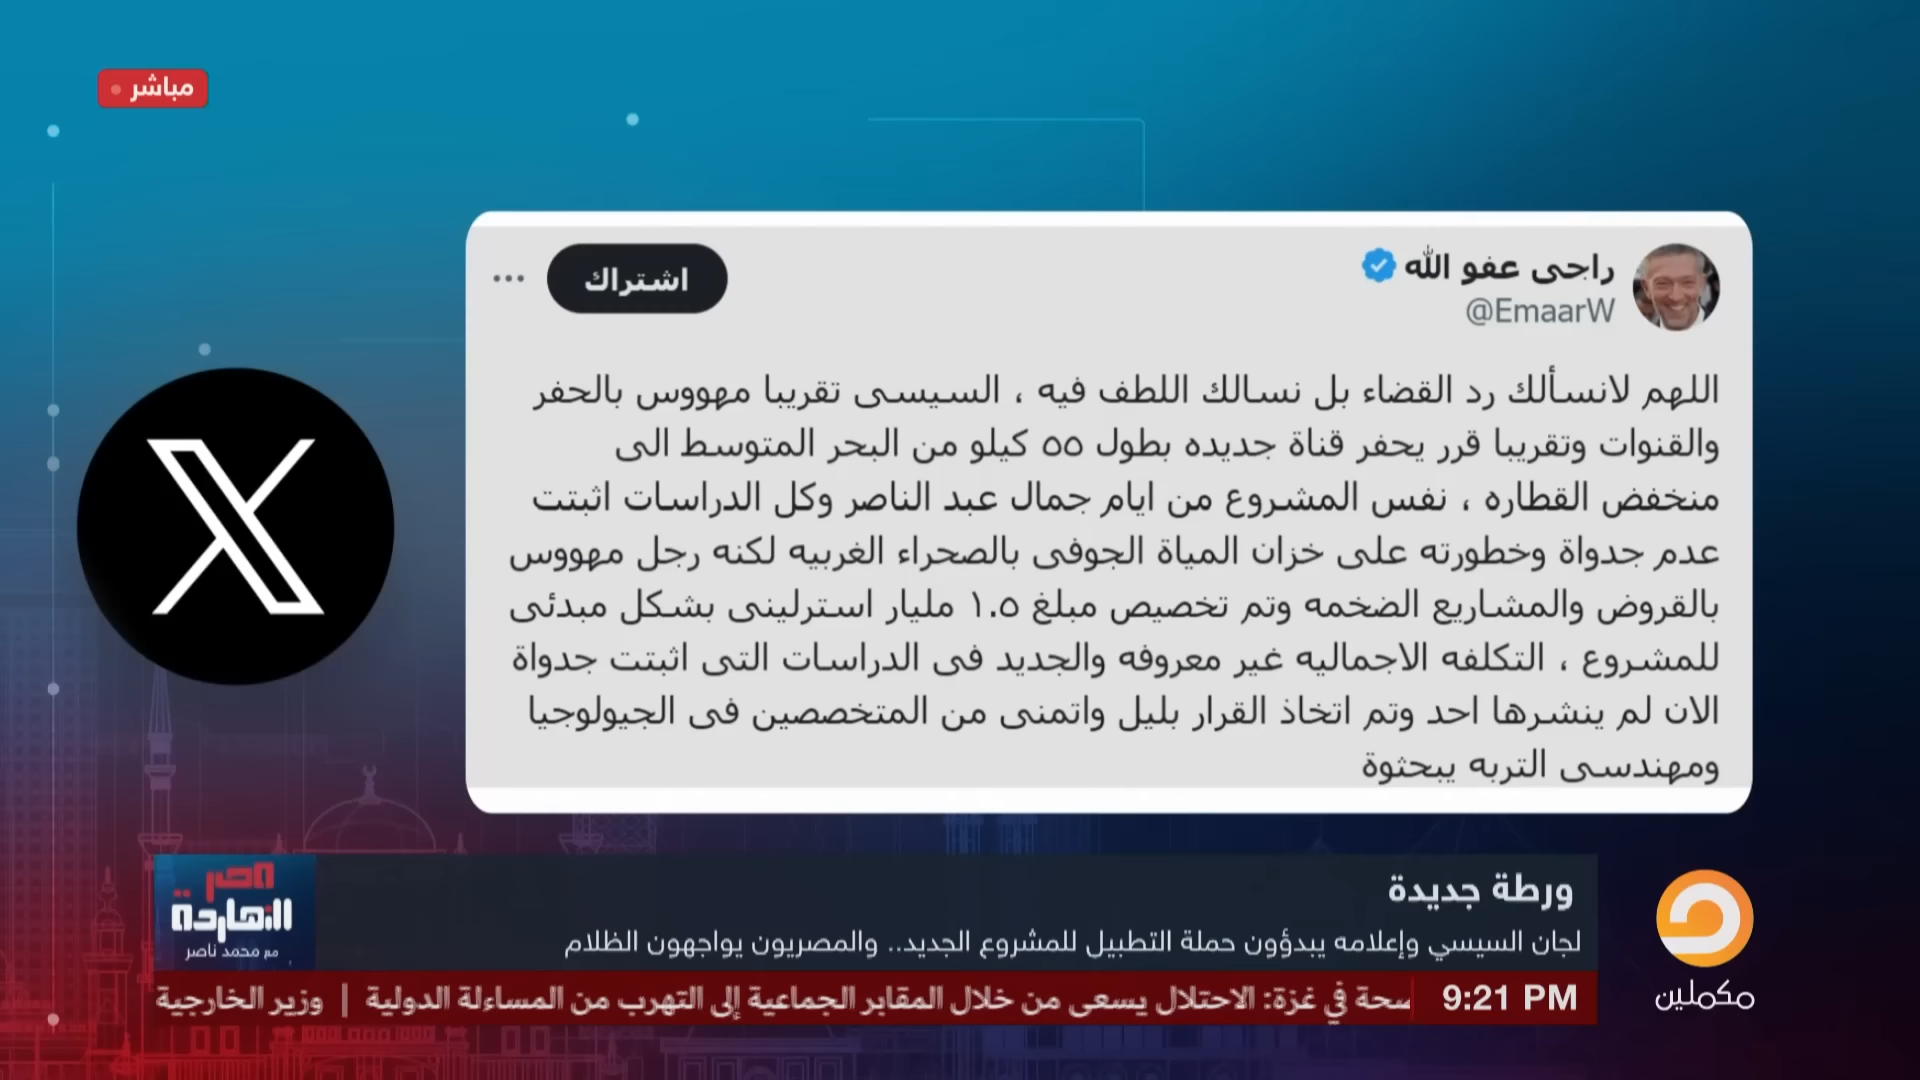 مباشر
راجى عفو الله
@EmaarW
اشتراك
اللهم لانسألك رد القضاء بل نسالك اللطف فيه ، السيسى تقريبا مهووس بالحفر
والقنوات وتقريبا قرر يحفر قناة جديده بطول ٥٥ كيلو من البحر المتوسط الى
منخفض القطاره ، نفس المشروع من ايام جمال عبد الناصر وكل الدراسات اثبتت
عدم جدواة وخطورته على خزان المياة الجوفى بالصحراء الغربيه لكنه رجل مهووس
بالقروض والمشاريع الضخمه وتم تخصيص مبلغ ١.٥ مليار استرلينى بشكل مبدئى
للمشروع ، التكلفه الاجماليه غير معروفه والجديد فى الدراسات التى اثبتت جدواة
الان لم ينشرها احد وتم اتخاذ القرار بليل واتمنى من المتخصصين فى الجيولوجيا
ومهندسى التربه يبحثوة
ورطة جديدة
لجان السيسي وإعلامه يبدؤون حملة التطبيل للمشروع الجديد.. والمصريون يواجهون الظلام
مصر
النهاردة
مع محمد ناصر
9:21 PM
صحة في غزة: الاحتلال يسعى من خلال المقابر الجماعية إلى التهرب من المساءلة الدولية | وزير الخارجية
مكملين